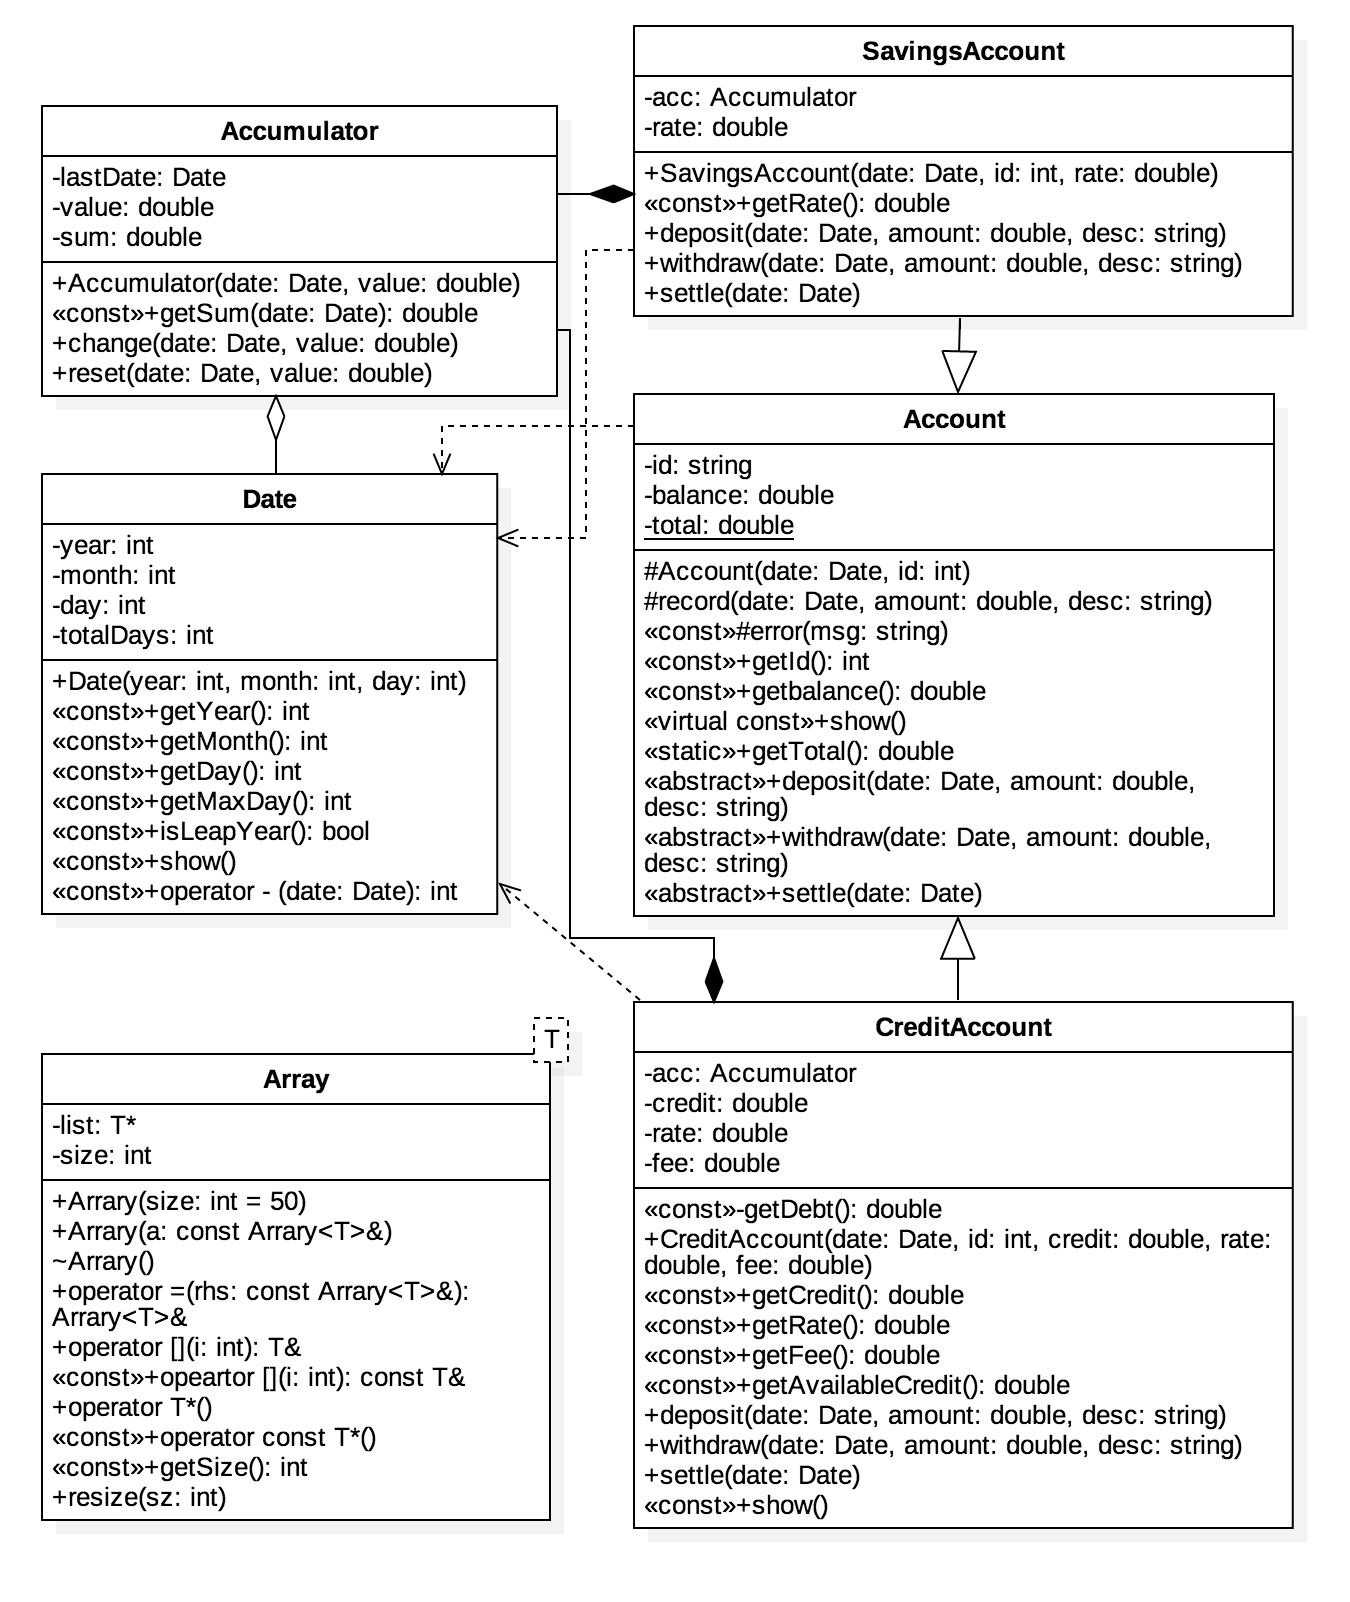 SavingsAccount
-acc: Accumulator
-rate: double
+SavingsAccount(date: Date, id: int, rate: double)
«const»+getRate(): double
+deposit(date: Date, amount: double, desc: string)
+withdraw(date: Date, amount: double, desc: string)
+settle(date: Date)
Accumulator
-lastDate: Date
-value: double
-sum: double
+Accumulator(date: Date, value: double)
«const»+getSum(date: Date): double
+change(date: Date, value: double)
+reset(date: Date, value: double)
Account
-id: string
-balance: double
-total: double
#Account(date: Date, id: int)
#record(date: Date, amount: double, desc: string)
«const»#error(msg: string)
«const»+getId(): int
«const»+getbalance(): double
«virtual const»+show()
«static»+getTotal(): double
«abstract»+deposit(date: Date, amount: double,
desc: string)
«abstract»+withdraw(date: Date, amount: double,
desc: string)
«abstract»+settle(date: Date)
Date
-year: int
-month: int
-day: int
-totalDays: int
+Date(year: int, month: int, day: int)
«const»+getYear(): int
«const»+getMonth(): int
«const»+getDay(): int
«const»+getMaxDay(): int
«const»+isLeapYear(): bool
«const»+show()
«const»+operator - (date: Date): int
CreditAccount
-acc: Accumulator
-credit: double
-rate: double
-fee: double
«const»-getDebt(): double
+CreditAccount(date: Date, id: int, credit: double, rate:
double, fee: double)
«const»+getCredit(): double
«const»+getRate(): double
«const»+getFee(): double
«const»+getAvailableCredit(): double
+deposit(date: Date, amount: double, desc: string)
+withdraw(date: Date, amount: double, desc: string)
+settle(date: Date)
«const»+show()
T
Array
-list: T*
-size: int
+Arrary(size: int = 50)
+Arrary(a: const Arrary<T>&)
~Arrary()
+operator =(rhs: const Arrary<T>&):
Arrary<T>&
+operator [](i: int): T&
«const»+opeartor [](i: int): const T&
+operator T*()
«const»+operator const T*()
«const»+getSize(): int
+resize(sz: int)